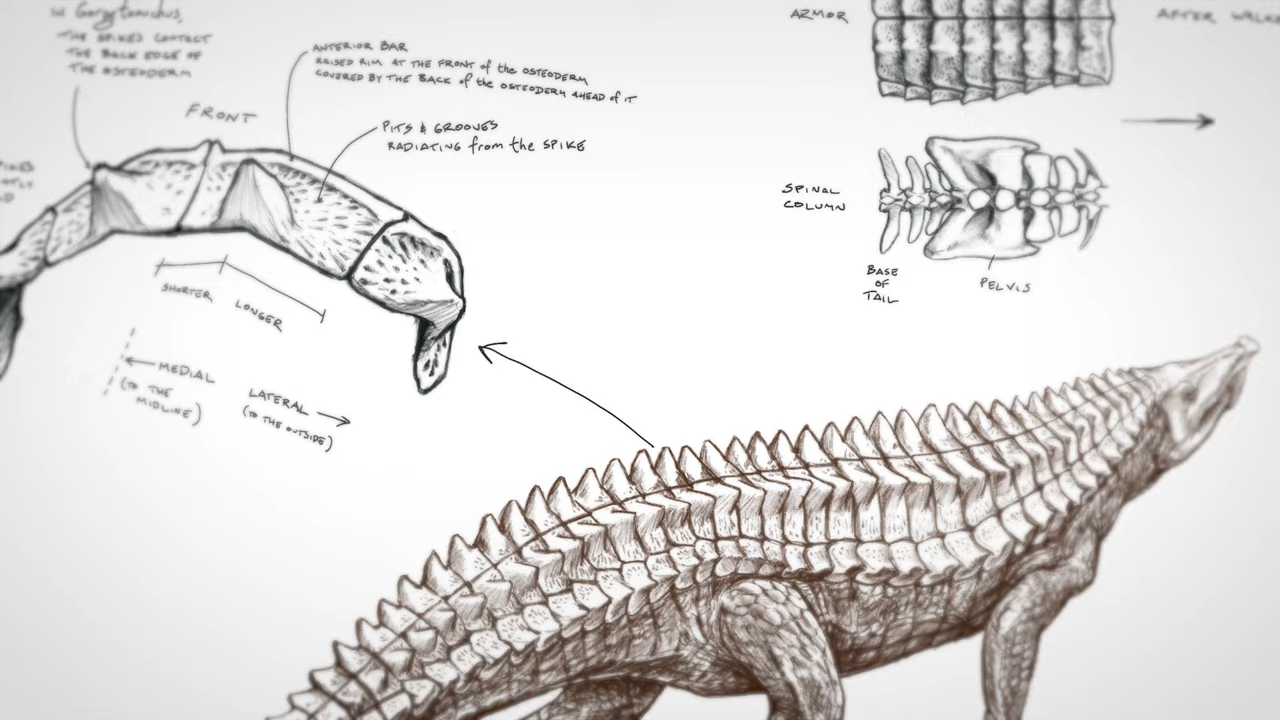 in Gorgetosuchus,
THE SPIKES CONTACT
THE BACK EDGE OF
THE OSTEODERM
ANTERIOR BAR
RAISED RIM AT THE FRONT of the OSTEODERM
COVERED BY THE BACK of the OSTEODERM AHEAD of IT
FRONT
PITS & GROOVES
RADIATING from the SPIKE
SHORTER
LONGER
MEDIAL
(TO THE
MIDLINE)
LATERAL
(TO THE OUTSIDE)
ARMOR
AFTER
SPINAL
COLUMN
BASE
OF
TAIL
PELVIS